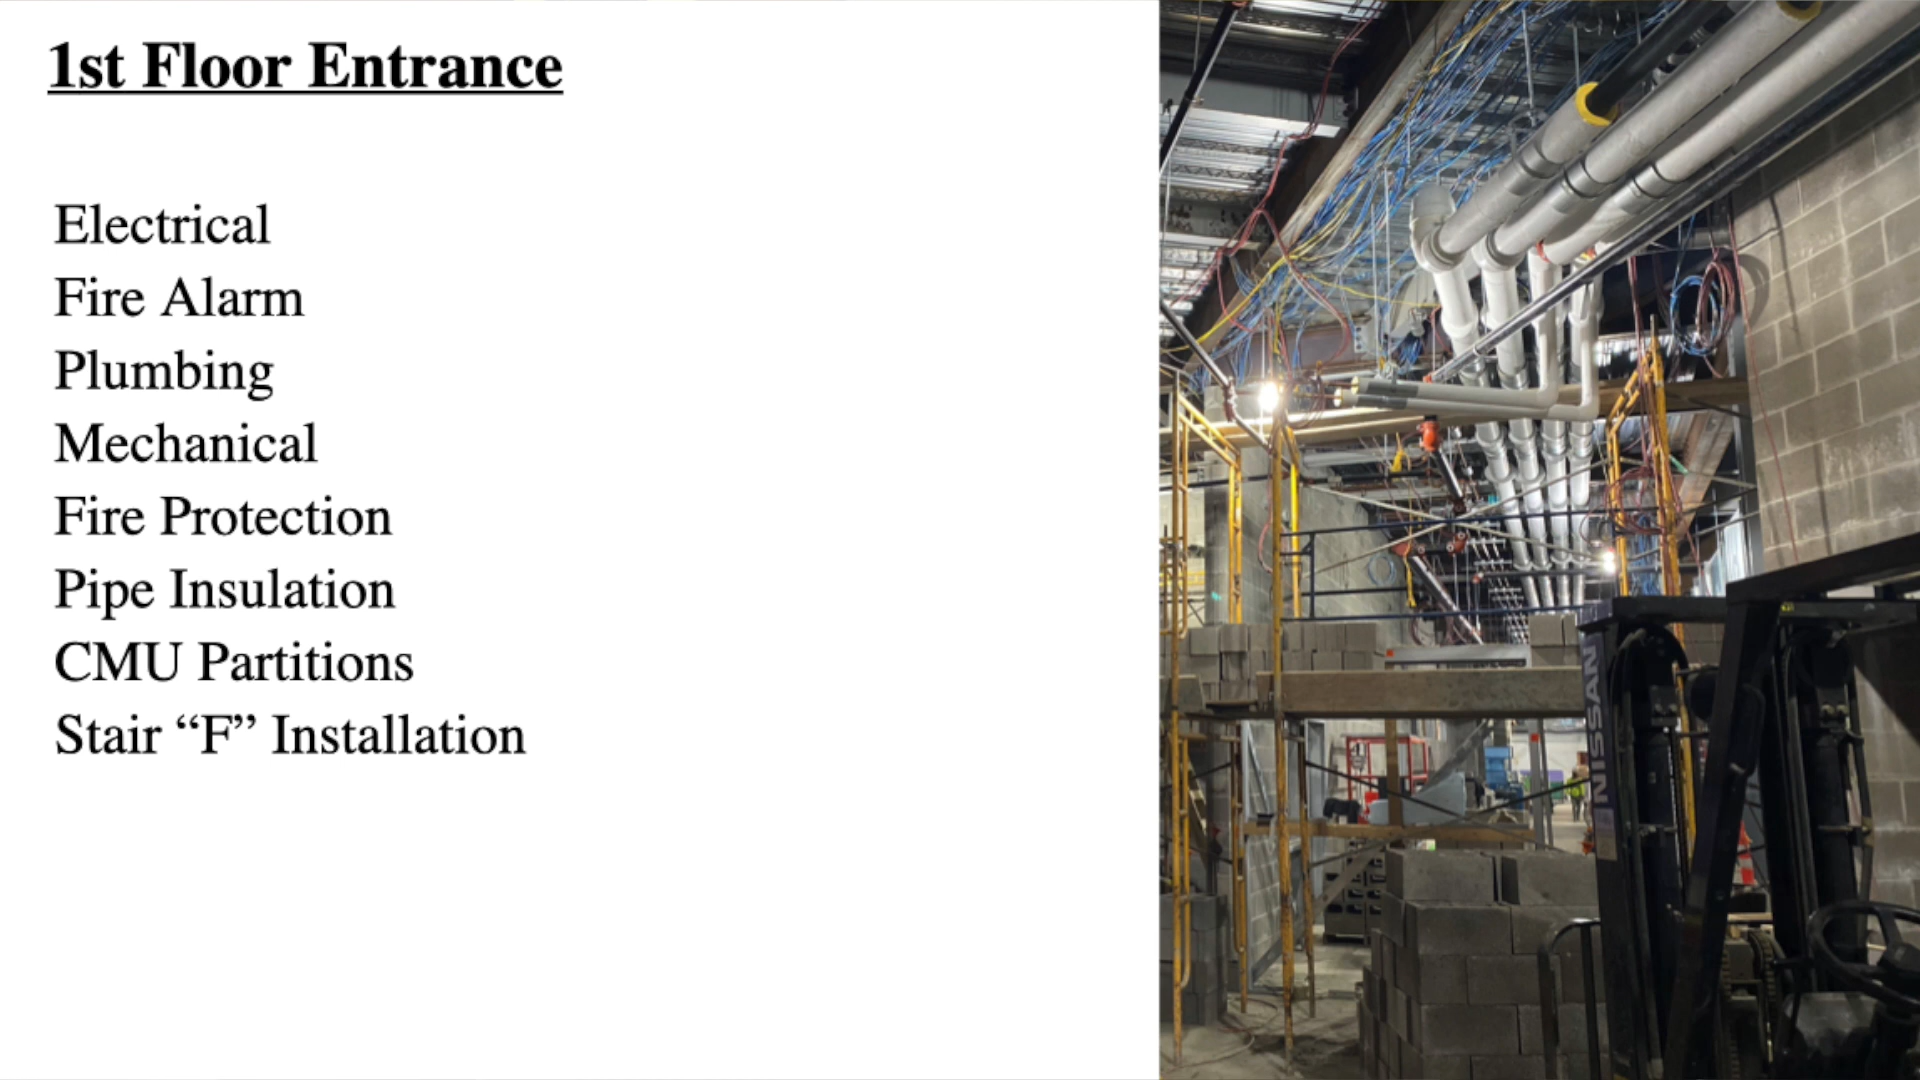 1st Floor Entrance
Electrical
Fire Alarm
Plumbing
Mechanical
Fire Protection
Pipe Insulation
CMU Partitions
Stair “F” Installation
NISSAN